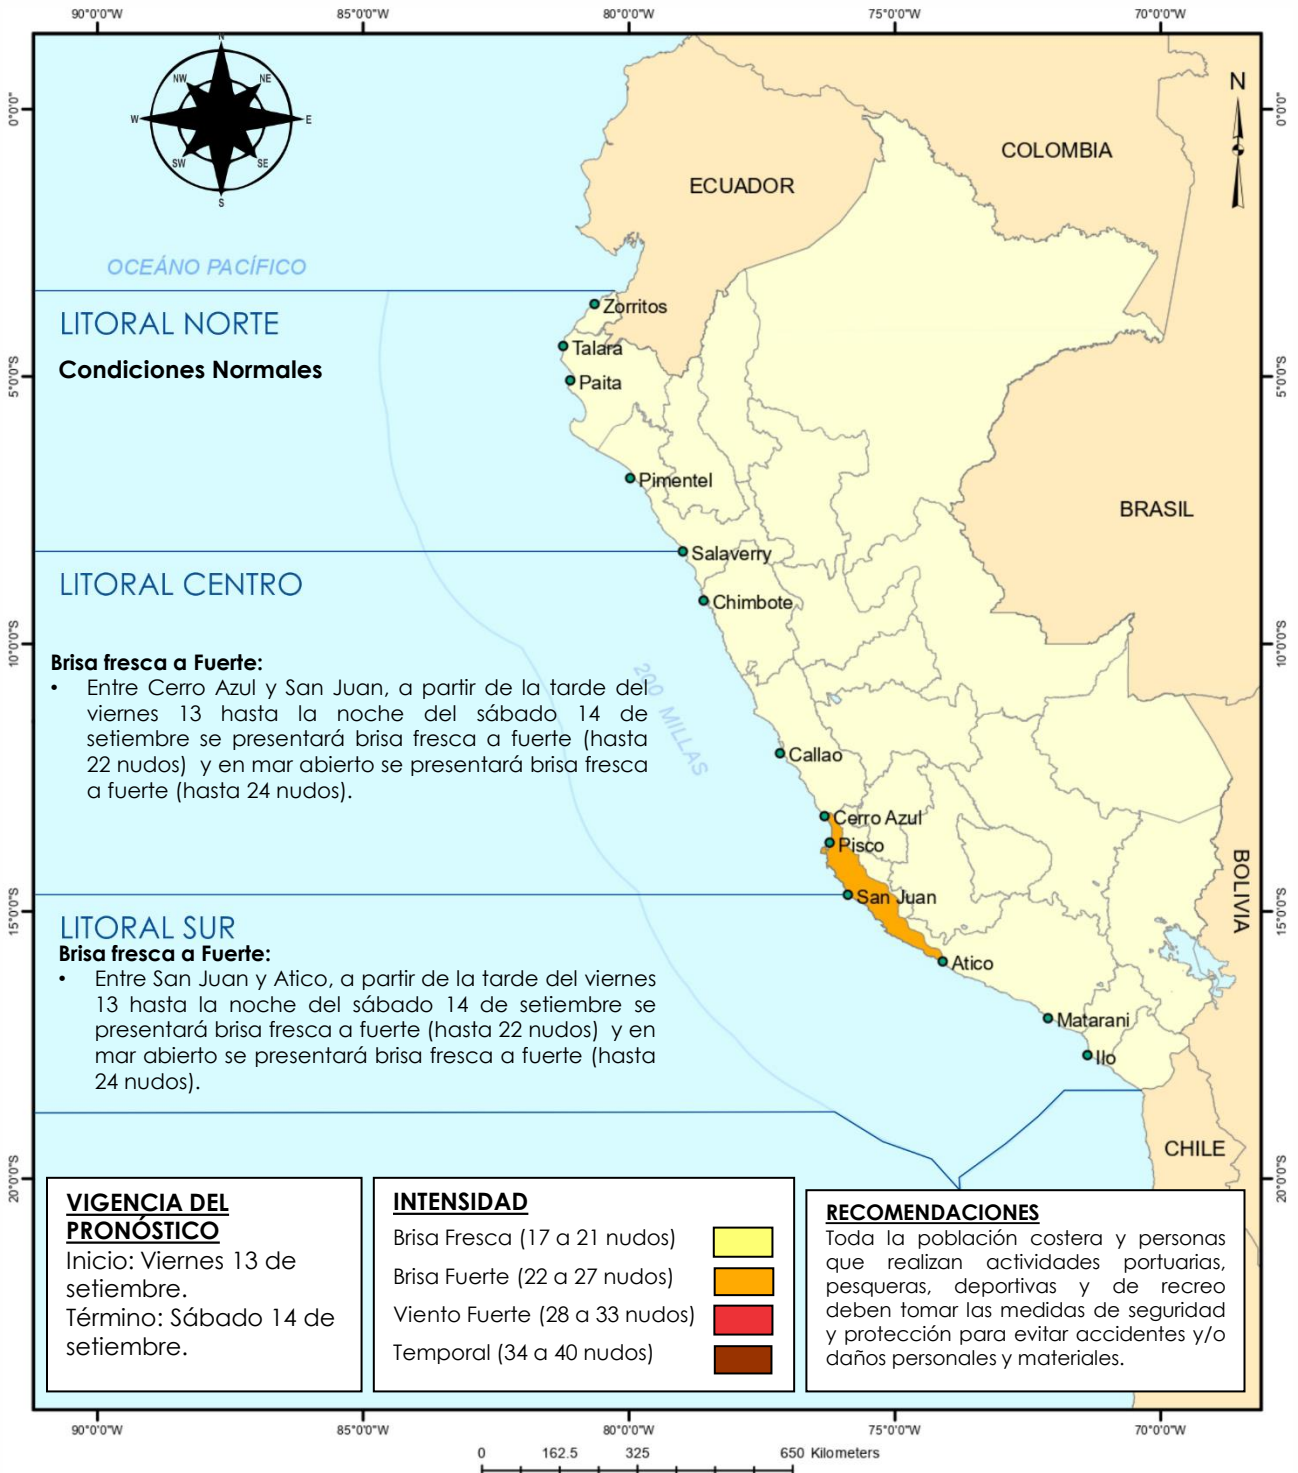 90°0'0"W 85°0'0"W 80°0'0"W 75°0'0"W 70°0'0"W
N
NW NE
W E
SW SE
S
N
0°0'0" 0°0'0"
COLOMBIA
ECUADOR
OCEÁNO PACÍFICO
Zorritos
LITORAL NORTE
Talara
Condiciones Normales
Paita
5°0'0"S 5°0'0"S
Pimentel
BRASIL
Salaverry
LITORAL CENTRO
Chimbote
10°0'0"S 10°0'0"S
Brisa fresca a Fuerte:
• Entre Cerro Azul y San Juan, a partir de la tarde del
viernes 13 hasta la noche del sábado 14 de
setiembre se presentará brisa fresca a fuerte (hasta
22 nudos) y en mar abierto se presentará brisa fresca
a fuerte (hasta 24 nudos).
200 MILLAS
Callao
Cerro Azul
Pisco
BOLIVIA
San Juan
15°0'0"S 15°0'0"S
LITORAL SUR
Brisa fresca a Fuerte:
• Entre San Juan y Atico, a partir de la tarde del viernes
13 hasta la noche del sábado 14 de setiembre se
presentará brisa fresca a fuerte (hasta 22 nudos) y en
mar abierto se presentará brisa fresca a fuerte (hasta
24 nudos).
Atico
Matarani
Ilo
CHILE
20°0'0"S 20°0'0"S
VIGENCIA DEL
PRONÓSTICO
Inicio: Viernes 13 de
setiembre.
Término: Sábado 14 de
setiembre.
INTENSIDAD
Brisa Fresca (17 a 21 nudos)
Brisa Fuerte (22 a 27 nudos)
Viento Fuerte (28 a 33 nudos)
Temporal (34 a 40 nudos)
RECOMENDACIONES
Toda la población costera y personas
que realizan actividades portuarias,
pesqueras, deportivas y de recreo
deben tomar las medidas de seguridad
y protección para evitar accidentes y/o
daños personales y materiales.
90°0'0"W 85°0'0"W 80°0'0"W 75°0'0"W 70°0'0"W
0 162.5 325 650 Kilometers